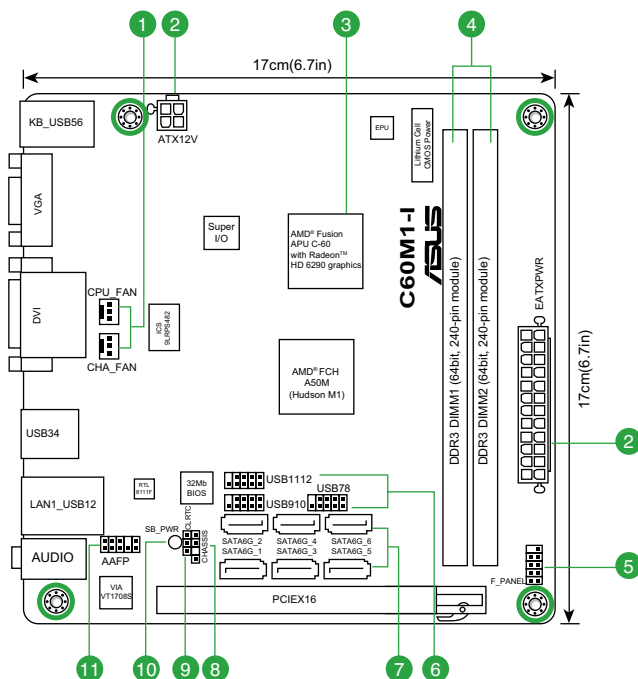 1
2
3
4
17cm(6.7in)
KB_USB56
ATX12V
EPU
Lithium Cell
CMOS Power
VGA
Super
I/O
AMD® Fusion
APU C-60
with Radeon™
HD 6290 graphics
C60M1-I
ASUS
DDR3 DIMM1 (64bit, 240-pin module)
DDR3 DIMM2 (64bit, 240-pin module)
EATXPWR
17cm(6.7in)
DVI
CPU_FAN
CHA_FAN
ICS
9LRPS482
AMD® FCH
A50M
(Hudson M1)
USB34
2
LAN1_USB12
RTL
8111F
32Mb
BIOS
USB1112
USB78
USB910
SB_PWR
CLRTC
CHASSIS
SATA6G_2
SATA6G_4
SATA6G_6
SATA6G_1
SATA6G_3
SATA6G_5
AUDIO
AAFP
VIA
VT1708S
F_PANEL
5
PCIEX16
11
10
9
8
7
6